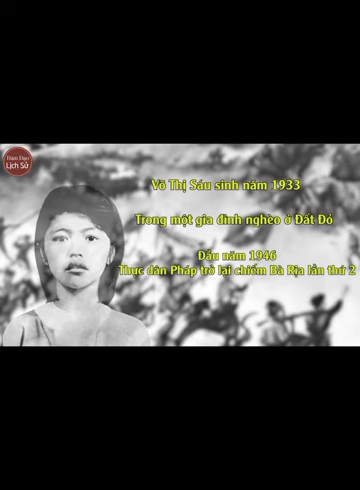 Đàm Đạo
Lịch Sử
Võ Thị Sáu sinh năm 1933
Trong một gia đình nghèo ở Đất Đỏ
Đầu năm 1946
Thực dân Pháp trở lại chiếm Bà Rịa lần thứ 2